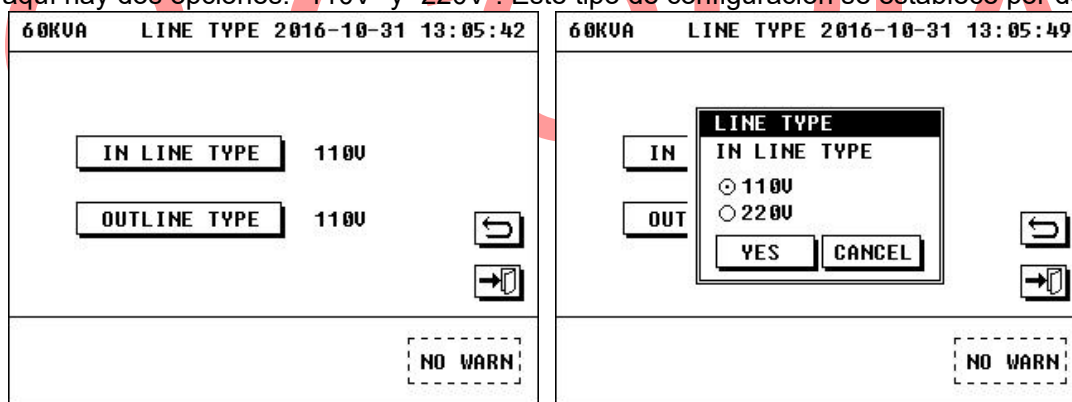 aquí hay dos opciones: "110V" y "220V". Este tipo de configuración se establece por de
60KVA LINE TYPE 2016-10-31 13:05:42
IN LINE TYPE 110V
OUTLINE TYPE 110V
NO WARN
60KVA LINE TYPE 2016-10-31 13:05:49
IN
OUT
LINE TYPE
IN LINE TYPE
110V
220V
YES CANCEL
NO WARN